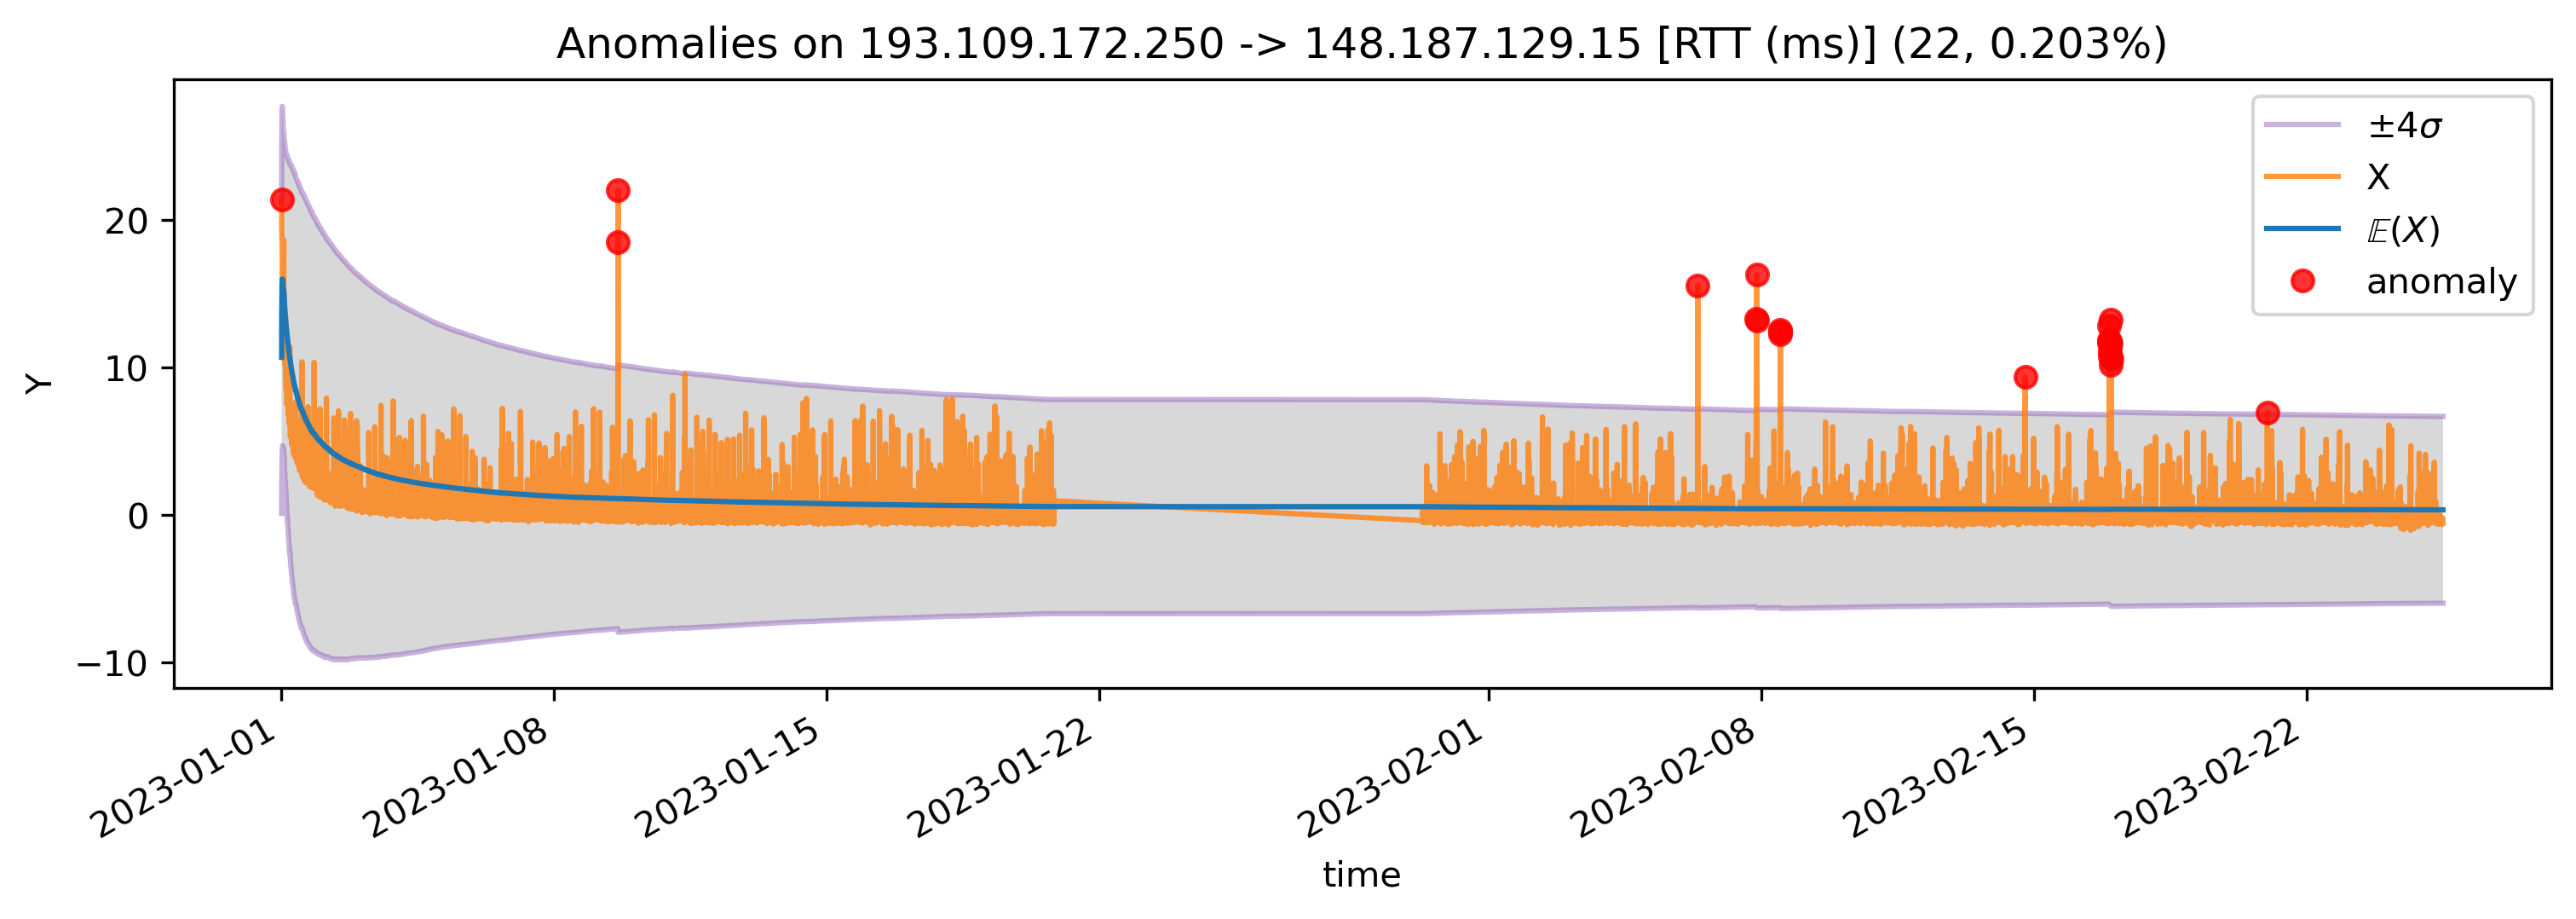 Anomalies on 193.109.172.250 -> 148.187.129.15 [RTT (ms)] (22, 0.203%)
±4σ
X
𝔼(X)
anomaly
Y
20
10
0
−10
2023-01-01
2023-01-08
2023-01-15
2023-01-22
2023-02-01
2023-02-08
2023-02-15
2023-02-22
time